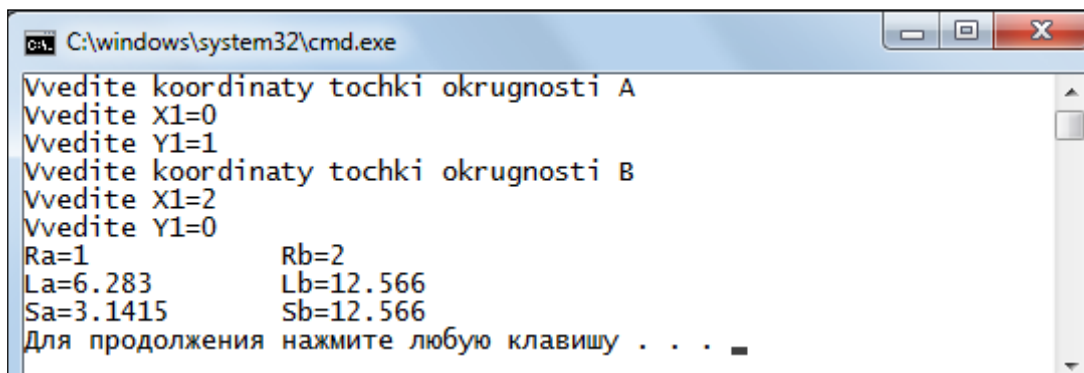 C:\windows\system32\cmd.exe
Vvedite koordinaty tochki okrugnosti A
Vvedite X1=0
Vvedite Y1=1
Vvedite koordinaty tochki okrugnosti B
Vvedite X1=2
Vvedite Y1=0
Ra=1 Rb=2
La=6.283 Lb=12.566
Sa=3.1415 Sb=12.566
Для продолжения нажмите любую клавишу . . .